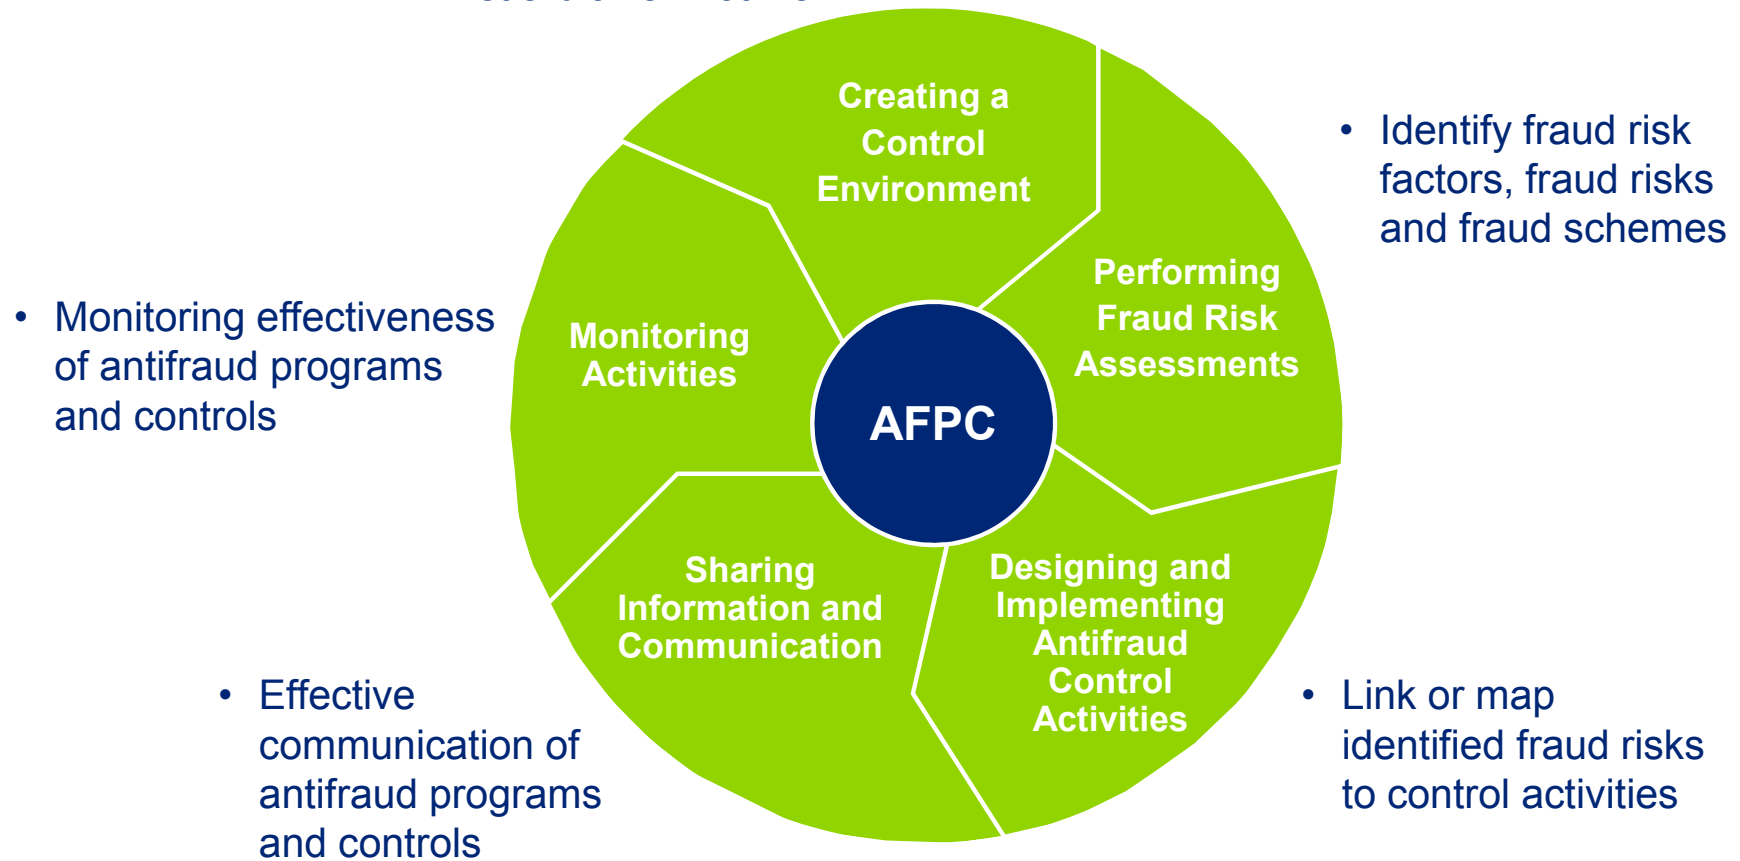 Creating a
Control
Environment
• Identify fraud risk
factors, fraud risks
and fraud schemes
Performing
Fraud Risk
Assessments
• Monitoring effectiveness
of antifraud programs
and controls
Monitoring
Activities
AFPC
Sharing
Information and
Communication
Designing and
Implementing
Antifraud
Control
Activities
• Effective
communication of
antifraud programs
and controls
• Link or map
identified fraud risks
to control activities